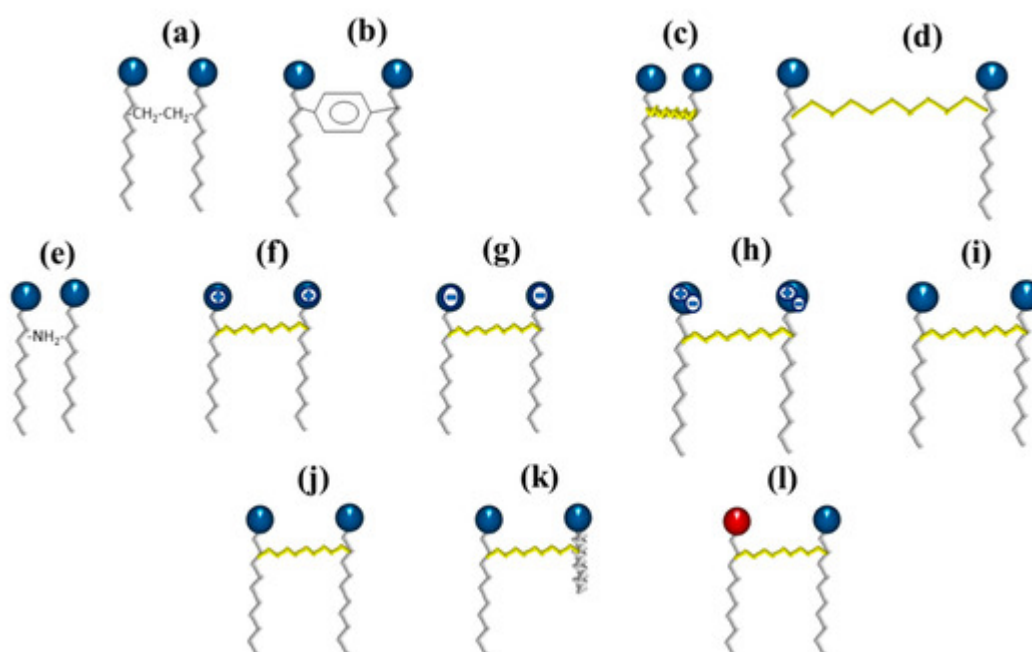 (a) (b) (c) (d)
-CH₂-CH₂-
(e) (f) (g) (h) (i)
-NH₂-
+ + - - + - + -
(j) (k) (l)